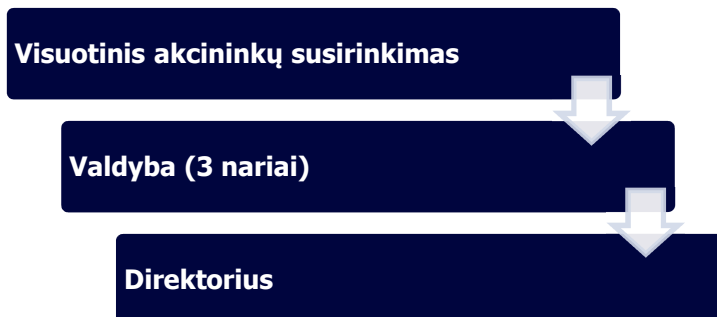 Visuotinis akcininkų susirinkimas
Valdyba (3 nariai)
Direktorius